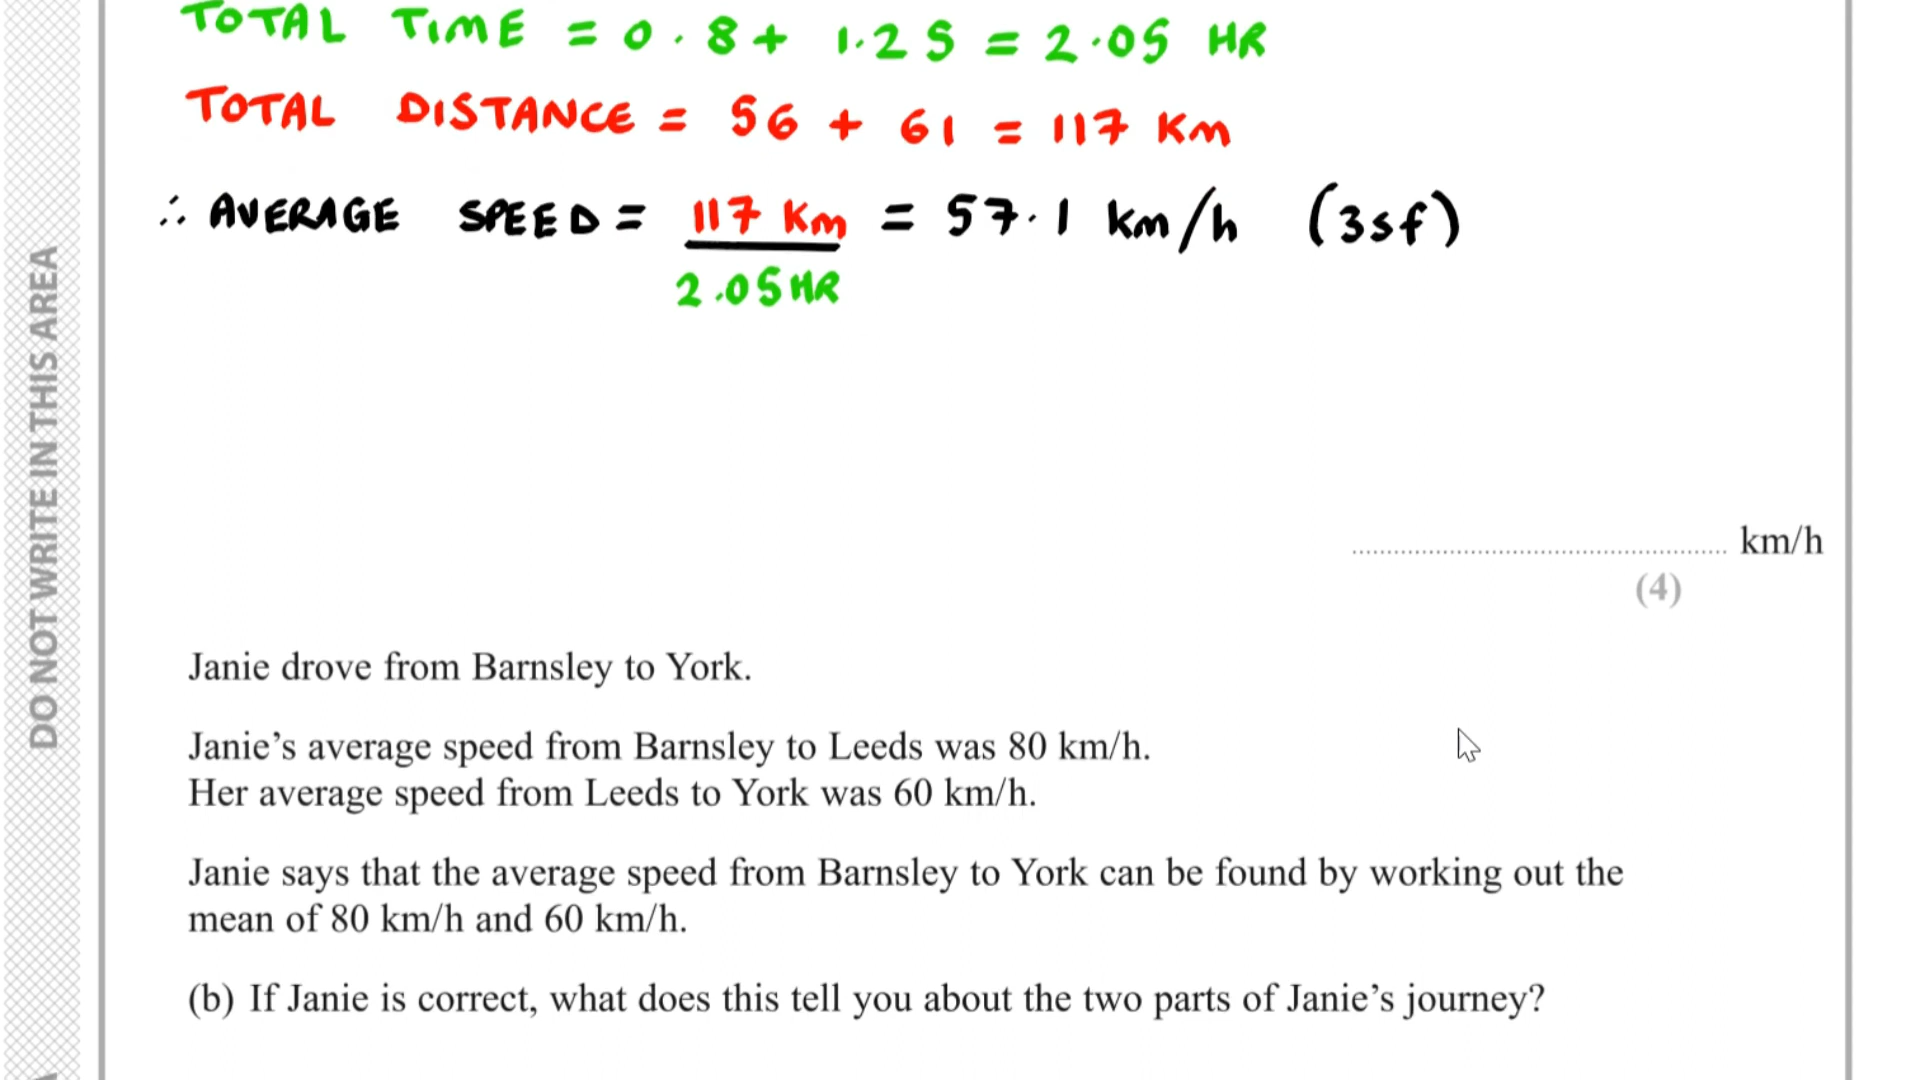 TOTAL TIME = 0.8 + 1.25 = 2.05 HR
TOTAL DISTANCE = 56 + 61 = 117 Km
∴ AVERAGE SPEED = 117 Km = 57.1 km/h (3sf)
2.05 HR
km/h
(4)
Janie drove from Barnsley to York.
Janie’s average speed from Barnsley to Leeds was 80 km/h.
Her average speed from Leeds to York was 60 km/h.
Janie says that the average speed from Barnsley to York can be found by working out the
mean of 80 km/h and 60 km/h.
(b) If Janie is correct, what does this tell you about the two parts of Janie’s journey?
DO NOT WRITE IN THIS AREA